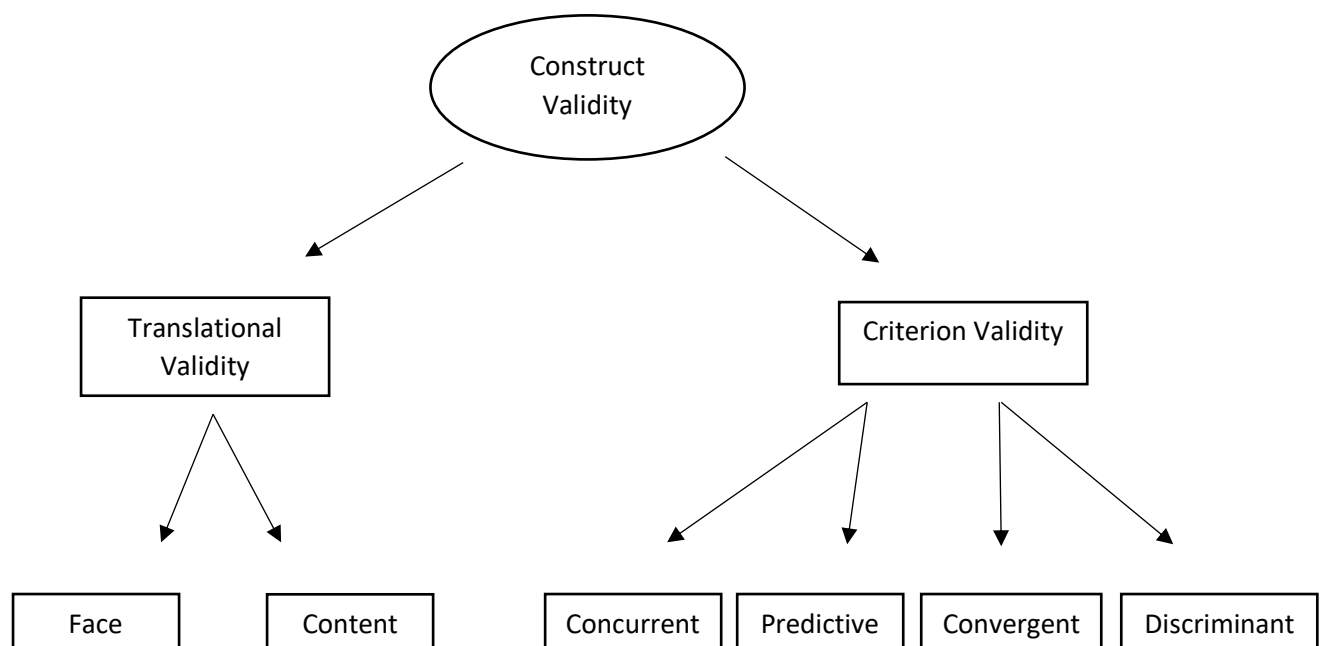 Construct
Validity
Translational
Validity
Criterion Validity
Face
Content
Concurrent
Predictive
Convergent
Discriminant